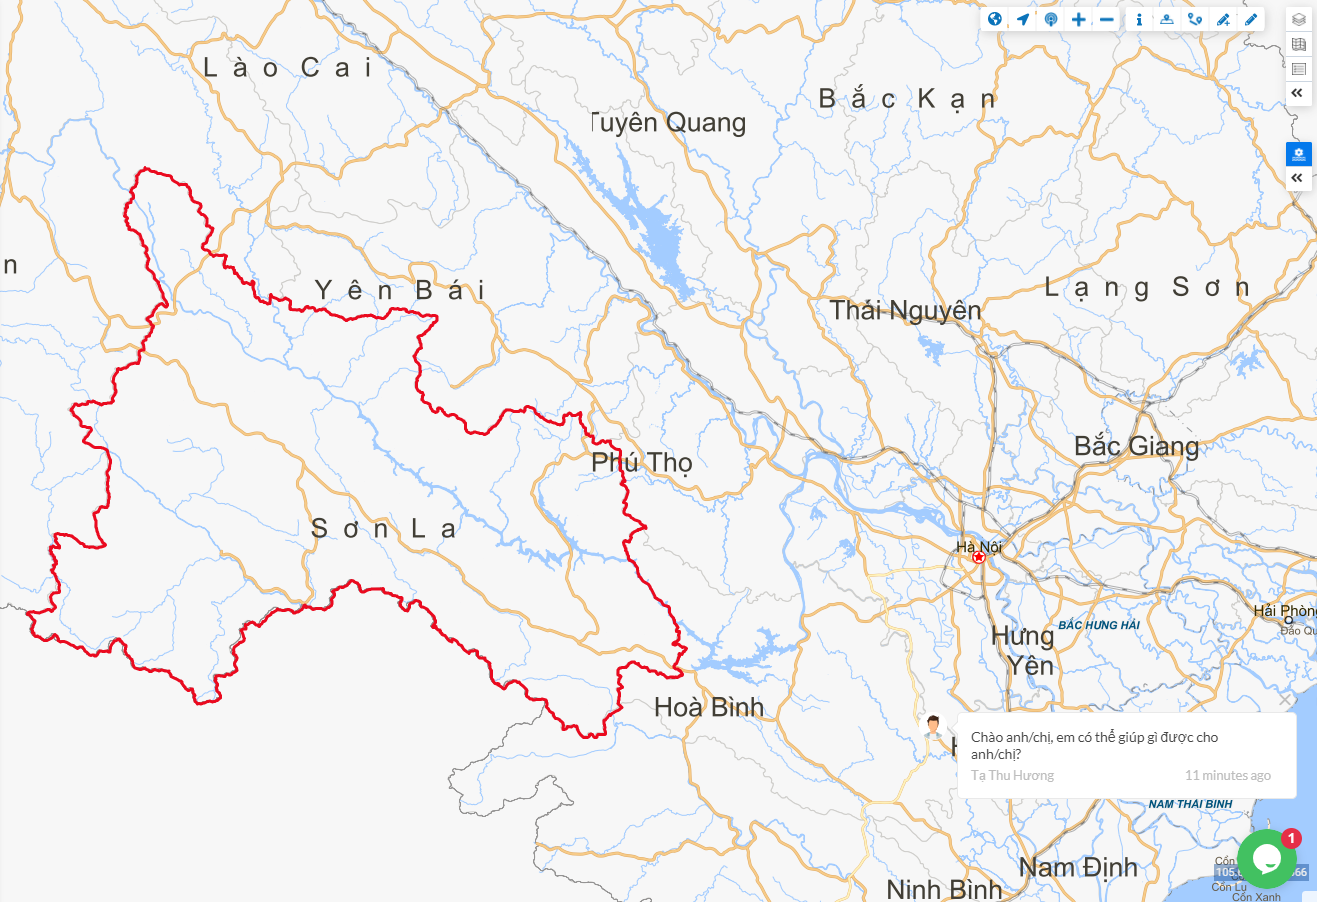 Lào Cai
Bắc Kạn
Tuyên Quang
n
Yên Bái
Lạng Sơn
Thái Nguyên
Bắc Giang
Phú Thọ
Sơn La
Hà Nội
Hải Phòng
Đảo Qu
BẮC HƯNG HẢI
Hưng
Yên
Hoà Bình
H
Chào anh/chị, em có thể giúp gì được cho
anh/chị?
Tạ Thu Hương 11 minutes ago
NAM THÁI BÌNH
1
Nam Định
Cồn
105.
66
Cồn Lu
Ninh Bình
Cồn Xanh